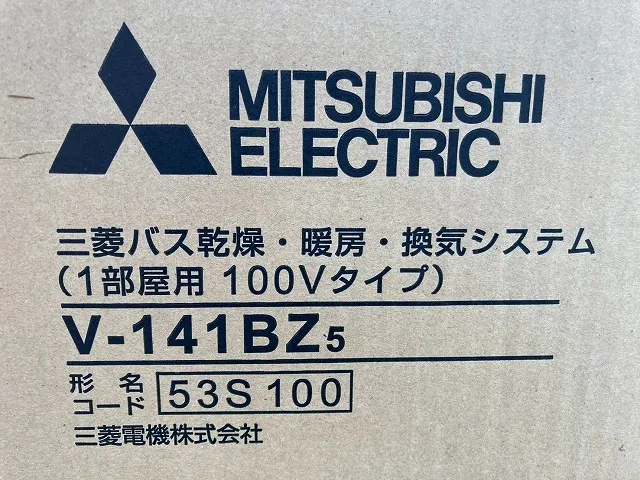 MITSUBISHI
ELECTRIC
三菱バス乾燥・暖房・換気システム
（1部屋用 100Vタイプ）
V-141BZ5
形 名
コード 53S100
三菱電機株式会社